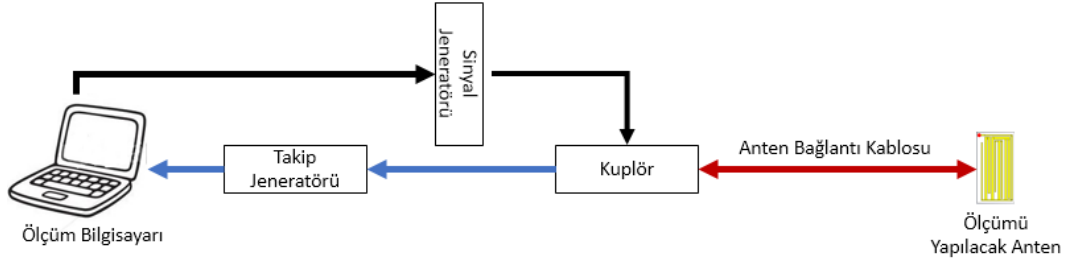 Sinyal
Jeneratörü
Takip
Jeneratörü
Kuplör
Anten Bağlantı Kablosu
Ölçüm Bilgisayarı
Ölçümü
Yapılacak Anten